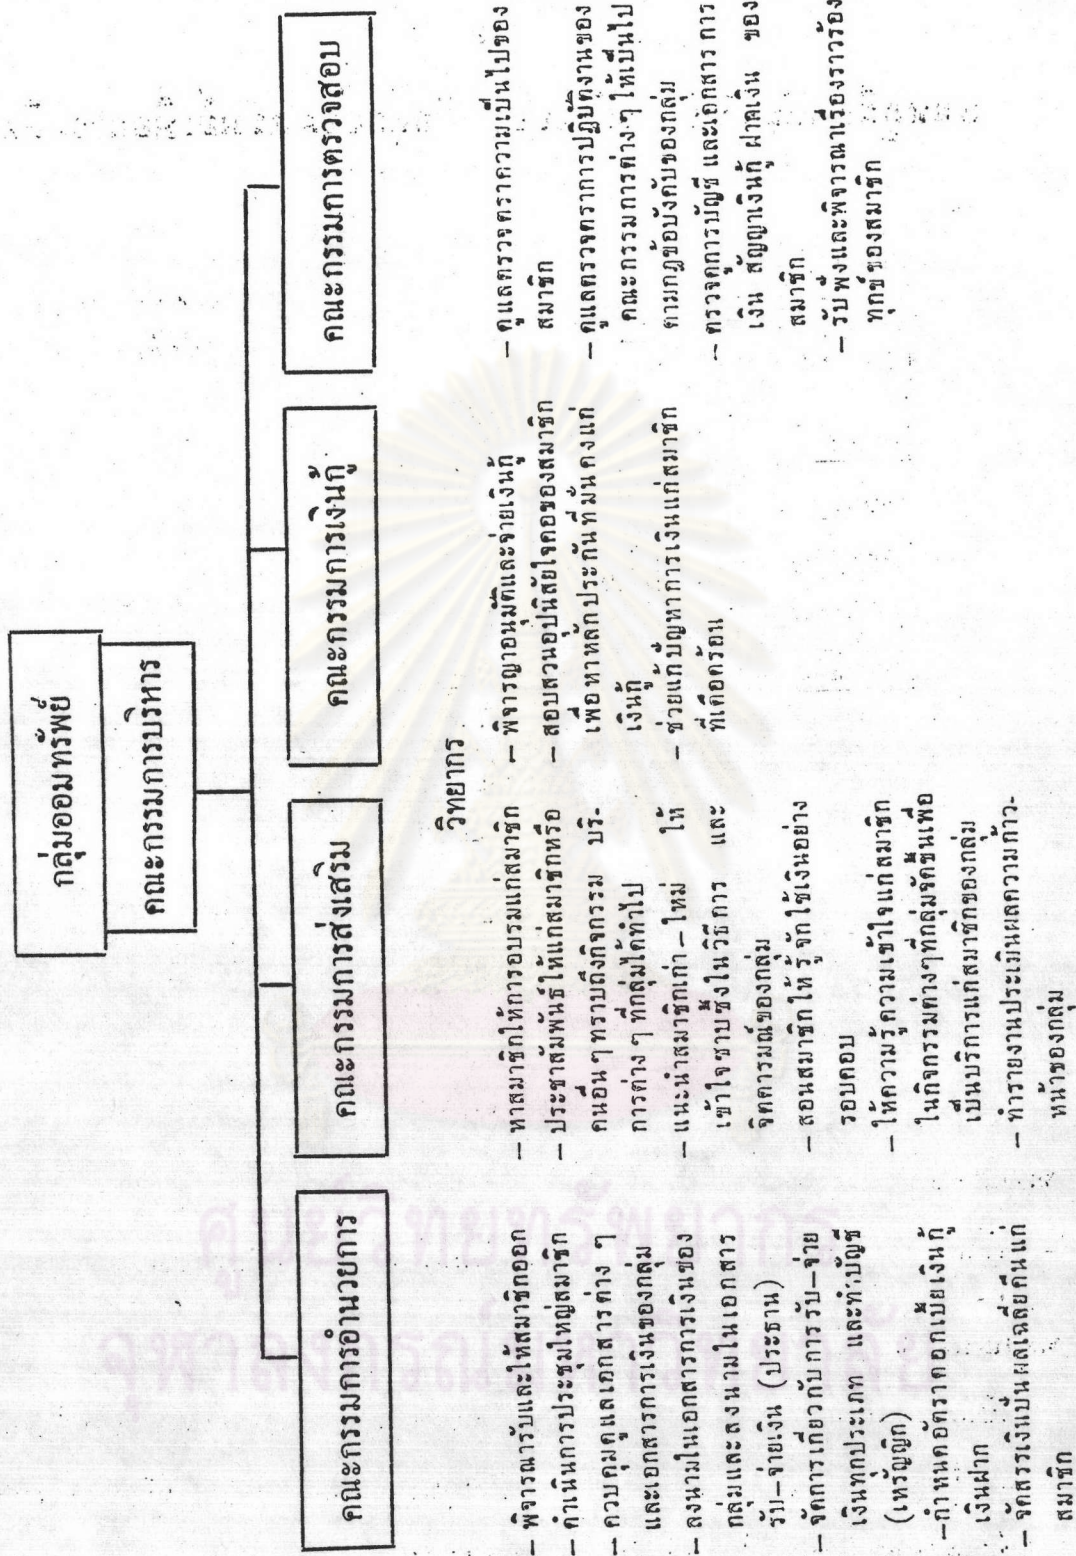 กลุ่มออมทรัพย์
คณะกรรมการบริหาร
คณะกรรมการอำนวยการ
คณะกรรมการส่งเสริม
คณะกรรมการเงินกู้
คณะกรรมการตรวจสอบ
— พิจารณารับและให้สมาชิกออก
— ดำเนินการประชุมใหญ่สมาชิก
— ควบคุมดูแลเอกสารต่าง ๆ
และเอกสารการเงินของกลุ่ม
— ลงนามในเอกสารการเงินของ
กลุ่มและลงนามในเอกสาร
รับ—จ่ายเงิน (ประธาน)
— จัดการเกี่ยวกับการรับ—จ่าย
เงินทุกประเภท และทำบัญชี
(เหรัญญิก)
—กำหนดอัตราดอกเบี้ยเงินกู้
เงินฝาก
— จัดสรรเงินปันผลเฉลี่ยคืนแก่
สมาชิก
วิทยากร
— หาสมาชิกให้การอบรมแก่สมาชิก
— ประชาสัมพันธ์ให้แก่สมาชิกหรือ
คนอื่น ๆ ทราบถึงกิจกรรม บริ-
การต่าง ๆ ที่กลุ่มได้ทำไป
— แนะนำสมาชิกเก่า — ใหม่ ให้
เข้าใจซาบซึ้งในวิธีการ และ
จิตตารมณ์ของกลุ่ม
— สอนสมาชิกให้รู้จักใช้เงินอย่าง
รอบคอบ
— ให้ความรู้ความเข้าใจแก่สมาชิก
ในกิจกรรมต่างๆที่กลุ่มจัดขึ้นเพื่อ
เป็นบริการแก่สมาชิกของกลุ่ม
— ทำรายงานประเมินผลความก้าว-
หน้าของกลุ่ม
— พิจารญาอนุมัติและจ่ายเงินกู้
— สอบสวนอุปนิสัยใจคอของสมาชิก
เพื่อหาหลักประกันที่มั่นคงแก่
เงินกู้
— ช่วยแก้ปัญหาการเงินแก่สมาชิก
ที่เดือดร้อน
— ดูแลตรวจตราความเป็นไปของ
สมาชิก
— ดูแลตรวจตราการปฏิบัติงานของ
คณะกรรมการต่าง ๆ ให้เป็นไป
ตามกฎข้อบังคับของกลุ่ม
— ตรวจดูการบัญชี และเอกสาร การ
เงิน สัญญาเงินกู้ ฝากเงิน ของ
สมาชิก
— รับฟังและพิจารณาเรื่องราวร้อง
ทุกข์ของสมาชิก
ศูนย์วิทยทรัพยากร
จุฬาลงกรณ์มหาวิทยาลัย